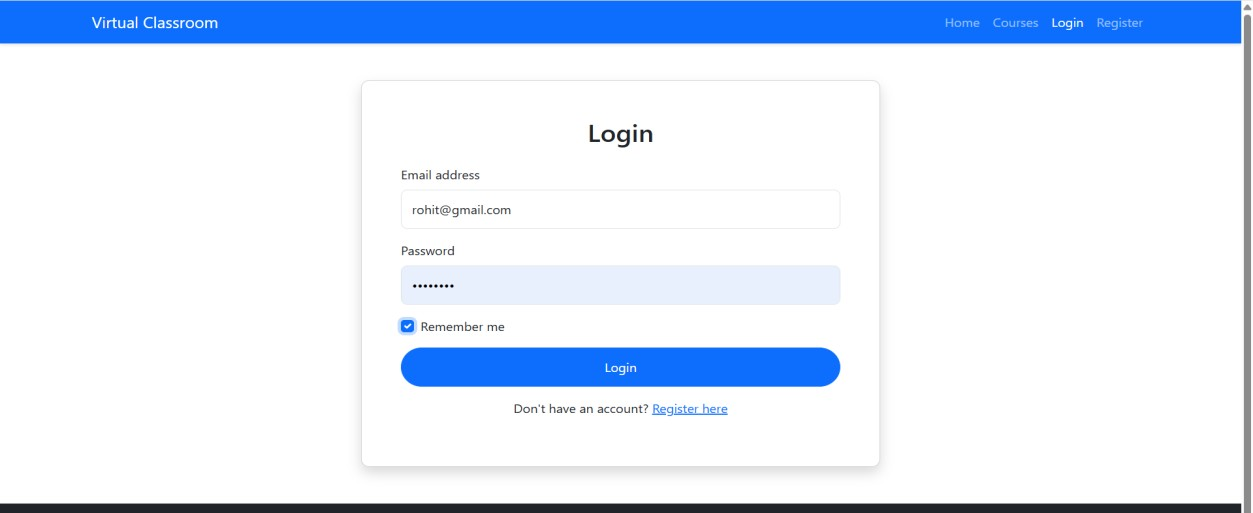 Virtual Classroom Home Courses Login Register
Login
Email address
rohit@gmail.com
Password
••••••••
Remember me
Login
Don't have an account? Register here